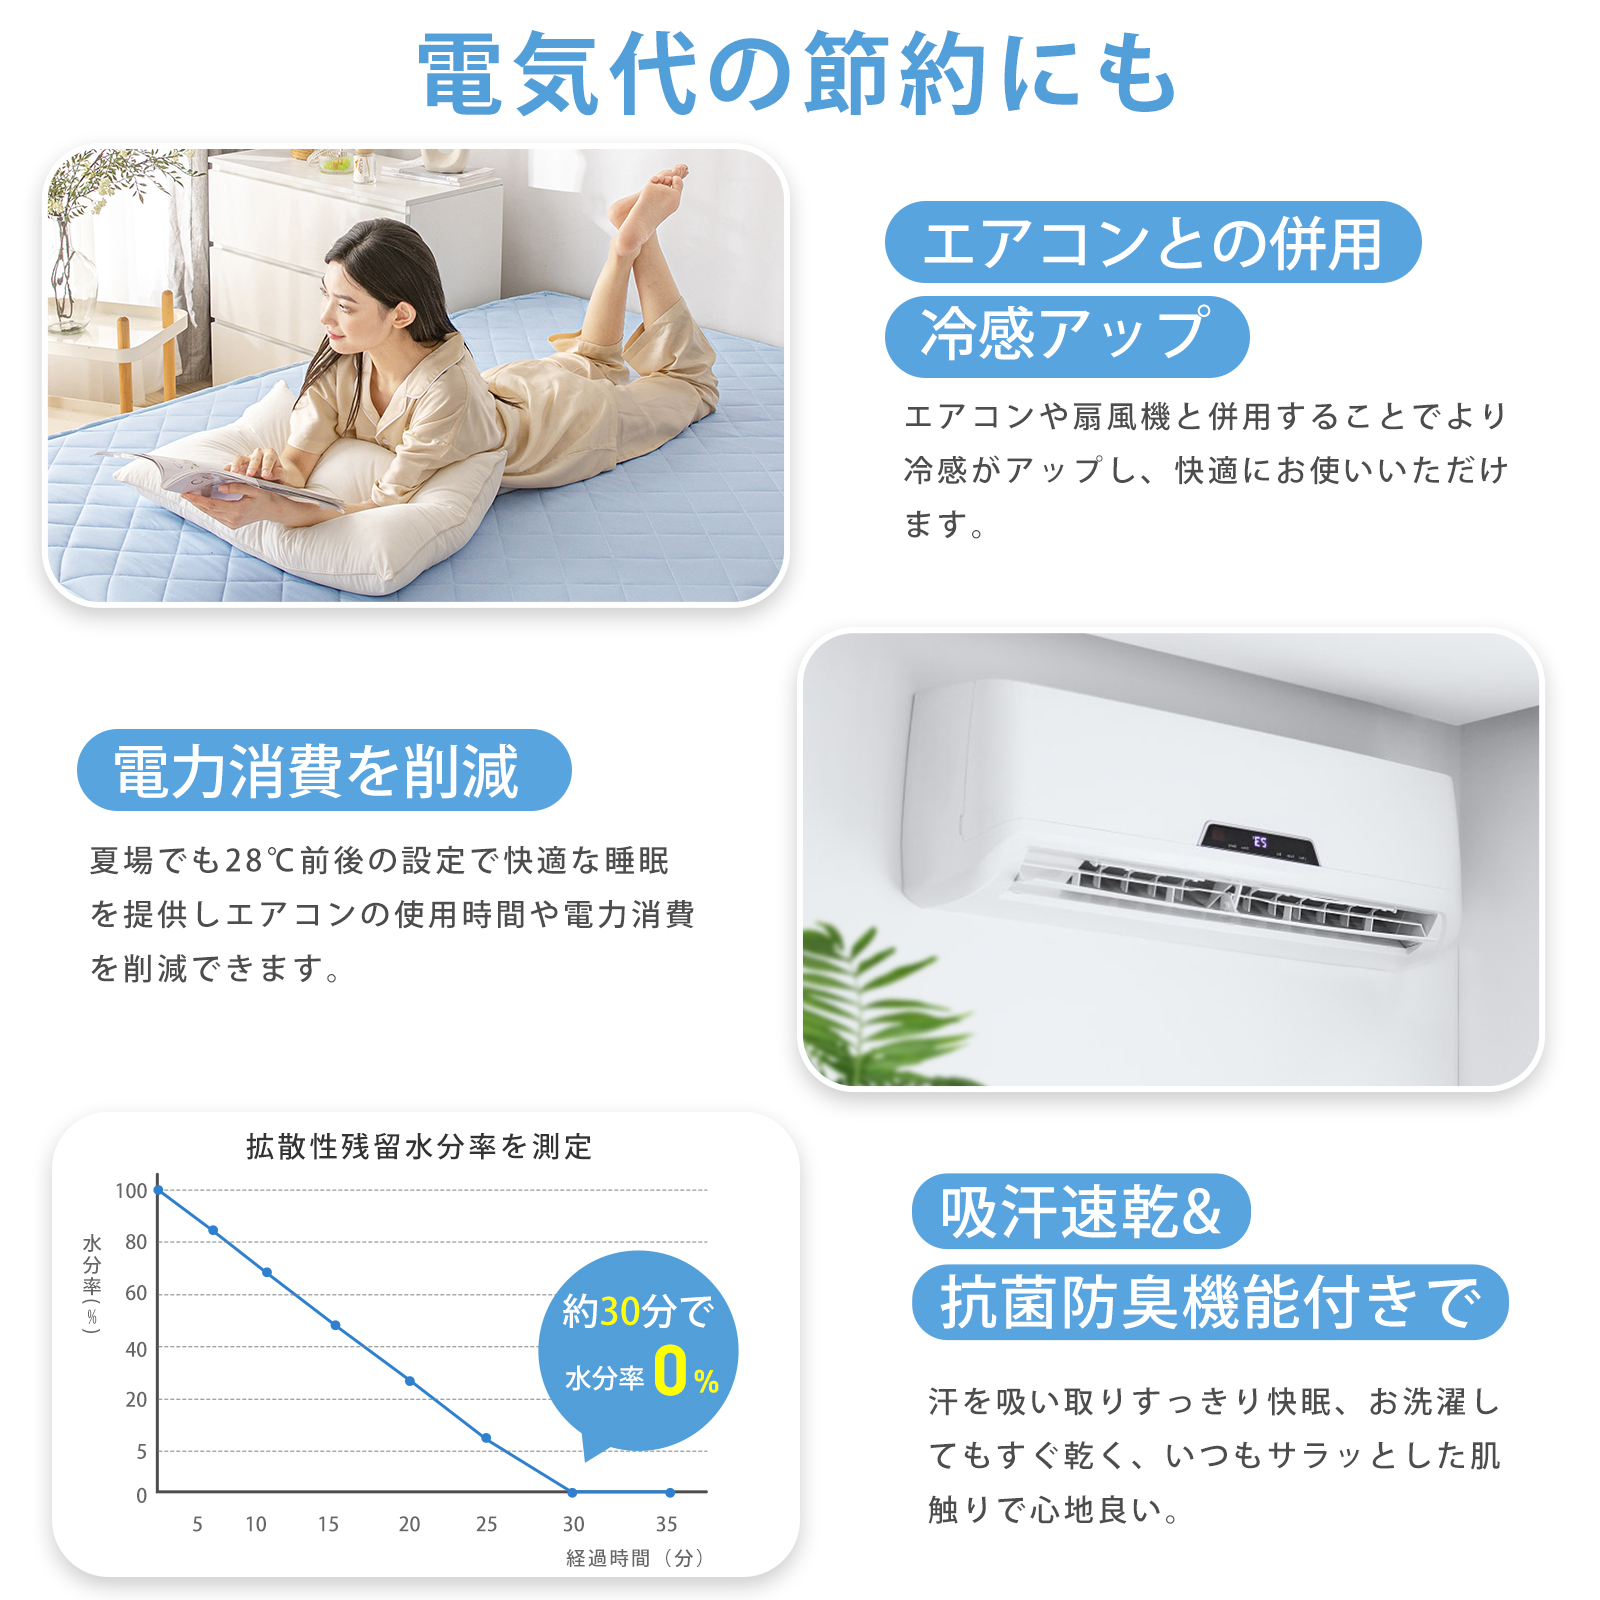 電気代の節約にも
エアコンとの併用
冷感アップ
エアコンや扇風機と併用することでより
冷感がアップし、快適にお使いいただけ
ます。
電力消費を削減
夏場でも28℃前後の設定で快適な睡眠
を提供しエアコンの使用時間や電力消費
を削減できます。
E5
拡散性残留水分率を測定
水分率(%)
100
80
60
40
20
5
0
5 10 15 20 25 30 35
経過時間（分）
約30分で
水分率 0 %
吸汗速乾&
抗菌防臭機能付きで
汗を吸い取りすっきり快眠、お洗濯し
てもすぐ乾く、いつもサラッとした肌
触りで心地良い。